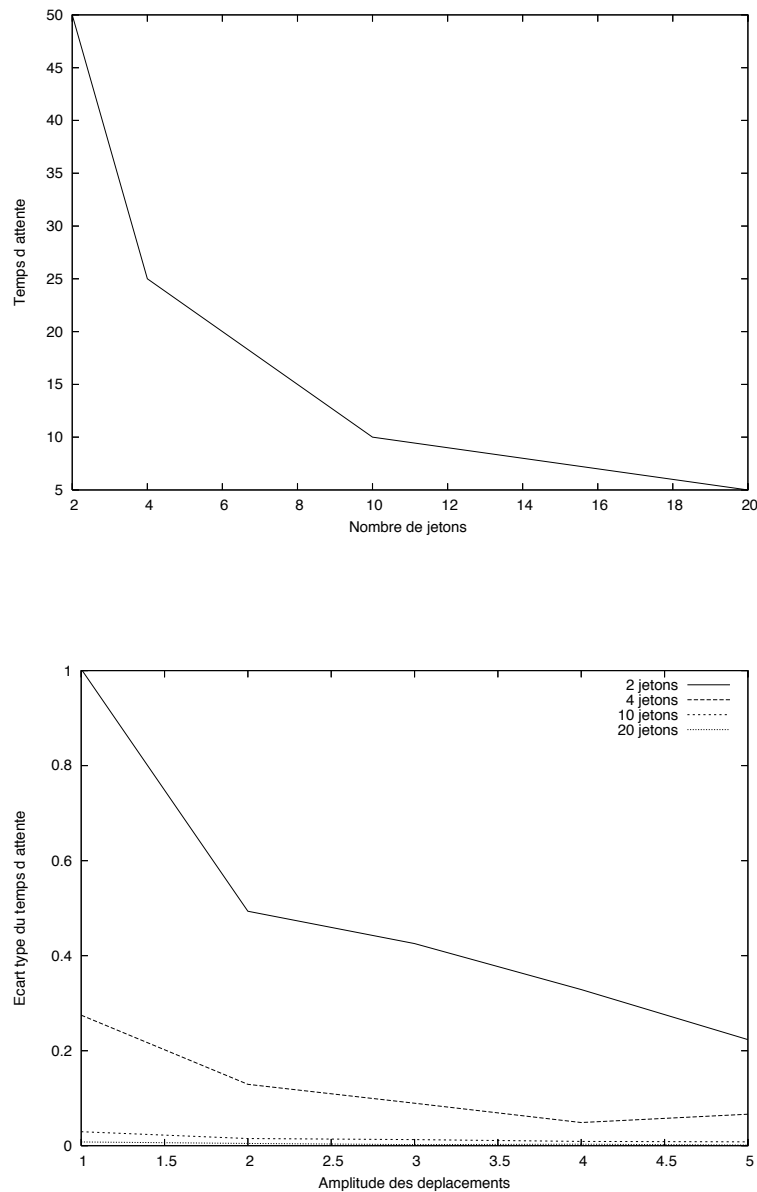 50
45
40
35
30
25
20
15
10
5
Temps d attente
2 4 6 8 10 12 14 16 18 20
Nombre de jetons
1
0.8
0.6
0.4
0.2
0
Ecart type du temps d attente
2 jetons
4 jetons
10 jetons
20 jetons
1 1.5 2 2.5 3 3.5 4 4.5 5
Amplitude des deplacements